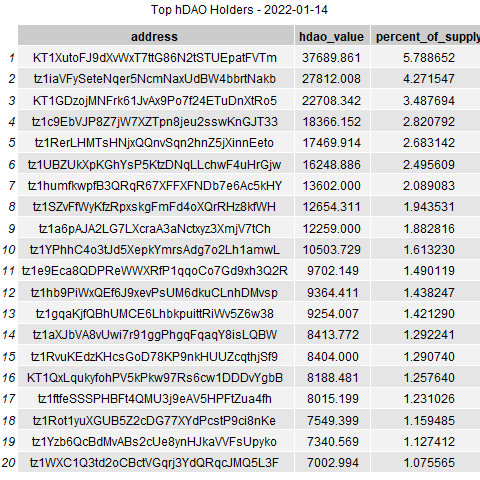 Top hDAO Holders - 2022-01-14
address hdao_value percent_of_supply
1 KT1XutoFJ9dXvWxT7ttG86N2tSTUEpatFVTm 37689.861 5.788652
2 tz1iaVFySeteNqer5NcmNaxUdBW4bbrtNakb 27812.008 4.271547
3 KT1GDzojMNFrk61JvAx9Po7f24ETuDnXtRo5 22708.342 3.487694
4 tz1c9EbVJP8Z7jW7XZTpn8jeu2sswKnGJT33 18366.152 2.820792
5 tz1RerLHMTsHNjxQQnvSqn2hnZ5jXinnEeto 17469.914 2.683142
6 tz1UBZUkXpKGhYsP5KtzDNqLLchwF4uHrGjw 16248.886 2.495609
7 tz1humfkwpfB3QRqR67XFFXFNDb7e6Ac5kHY 13602.000 2.089083
8 tz1SZvFfWyKfzRpxskgFmFd4oXQrRHz8kfWH 12654.311 1.943531
9 tz1a6pAJA2LG7LXcraA3aNctxyz3XmjV7tCh 12259.000 1.882816
10 tz1YPhhC4o3tJd5XepkYmrsAdg7o2Lh1amwL 10503.729 1.613230
11 tz1e9Eca8QDPReWWXRfP1qqoCo7Gd9xh3Q2R 9702.149 1.490119
12 tz1hb9PiWxQEf6J9xevPsUM6dkuCLnhDMvsp 9364.411 1.438247
13 tz1gqaKjfQBhUMCE6LhbkpuittRiWv5Z6w38 9254.007 1.421290
14 tz1aXJbVA8vUwi7r91ggPhgqFqaqY8isLQBW 8413.772 1.292241
15 tz1RvuKEdzKHcsGoD78KP9nkHUUZcqthjSf9 8404.000 1.290740
16 KT1QxLqukyfohPV5kPkw97Rs6cw1DDDvYgbB 8188.481 1.257640
17 tz1ftfeSSSPHBFt4QMU3j9eAV5HPFtZua4fh 8015.199 1.231026
18 tz1Rot1yuXGUB5Z2cDG77XYdPcstP9ci8nKe 7549.399 1.159485
19 tz1Yzb6QcBdMvABs2cUe8ynHJkaVVFsUpyko 7340.569 1.127412
20 tz1WXC1Q3td2oCBctVGqrj3YdQRqcJMQ5L3F 7002.994 1.075565